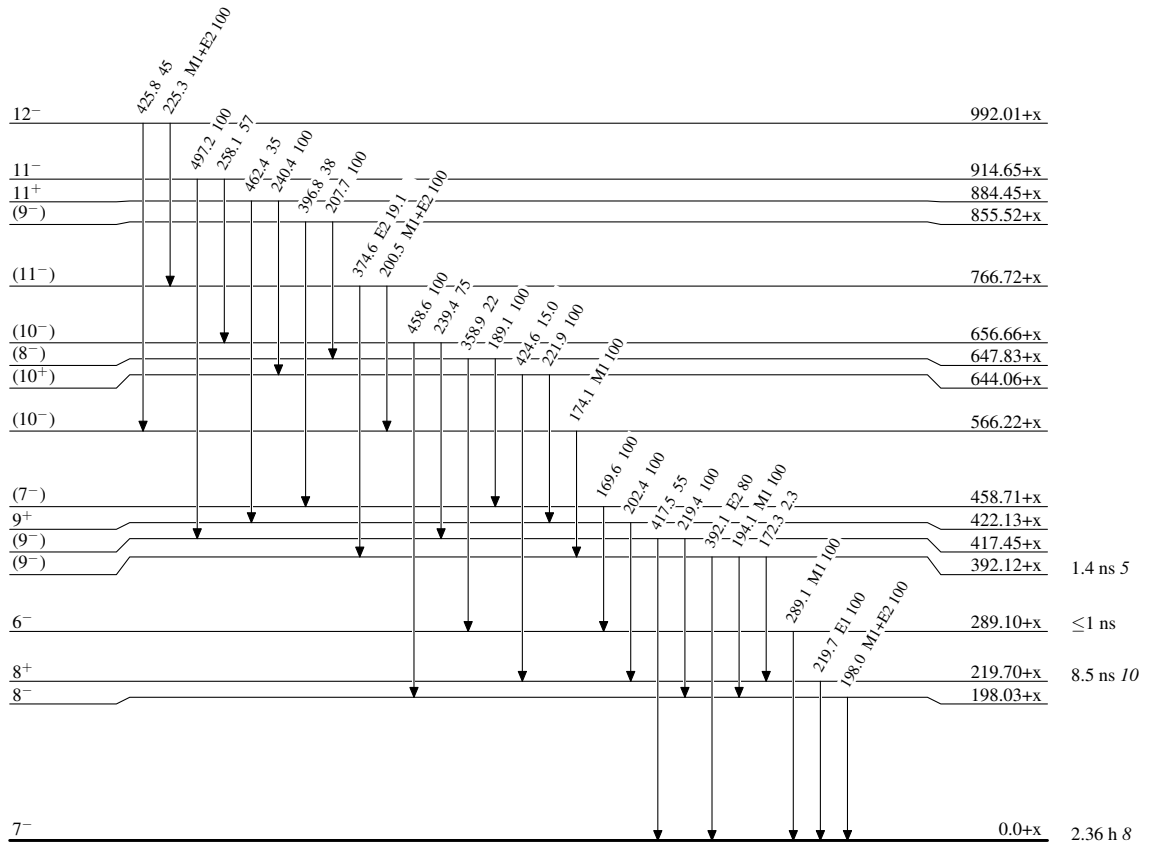 425.8 45
225.3 M1+E2 100
12⁻ 992.01+x
497.2 100
258.1 57
11⁻ 914.65+x
462.4 35
240.4 100
11⁺ 884.45+x
396.8 38
207.7 100
(9⁻) 855.52+x
374.6 E2 19.1
200.5 M1+E2 100
(11⁻) 766.72+x
458.6 100
239.4 75
(10⁻) 656.66+x
358.9 22
189.1 100
(8⁻) 647.83+x
424.6 15.0
221.9 100
(10⁺) 644.06+x
174.1 M1 100
(10⁻) 566.22+x
169.6 100
(7⁻) 458.71+x
202.4 100
9⁺ 422.13+x
417.5 55
219.4 100
(9⁻) 417.45+x
392.1 E2 80
194.1 M1 100
172.3 2.3
(9⁻) 392.12+x 1.4 ns 5
289.1 M1 100
6⁻ 289.10+x ≤1 ns
219.7 E1 100
8⁺ 219.70+x 8.5 ns 10
198.0 M1+E2 100
8⁻ 198.03+x
7⁻ 0.0+x 2.36 h 8